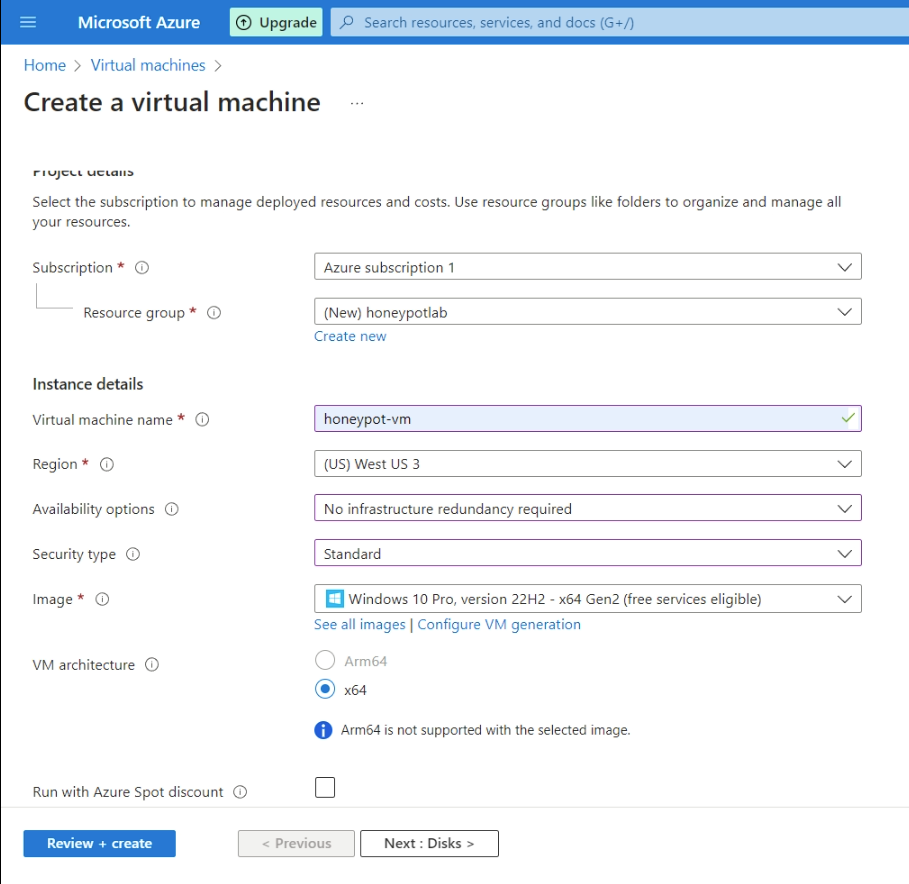 Microsoft Azure
Upgrade
Search resources, services, and docs (G+/)
Home > Virtual machines >
Create a virtual machine ...
Project details
Select the subscription to manage deployed resources and costs. Use resource groups like folders to organize and manage all
your resources.
Subscription *
Azure subscription 1
Resource group *
(New) honeypotlab
Create new
Instance details
Virtual machine name *
honeypot-vm
Region *
(US) West US 3
Availability options
No infrastructure redundancy required
Security type
Standard
Image *
Windows 10 Pro, version 22H2 - x64 Gen2 (free services eligible)
See all images | Configure VM generation
VM architecture
Arm64
x64
Arm64 is not supported with the selected image.
Run with Azure Spot discount
Review + create
< Previous
Next : Disks >